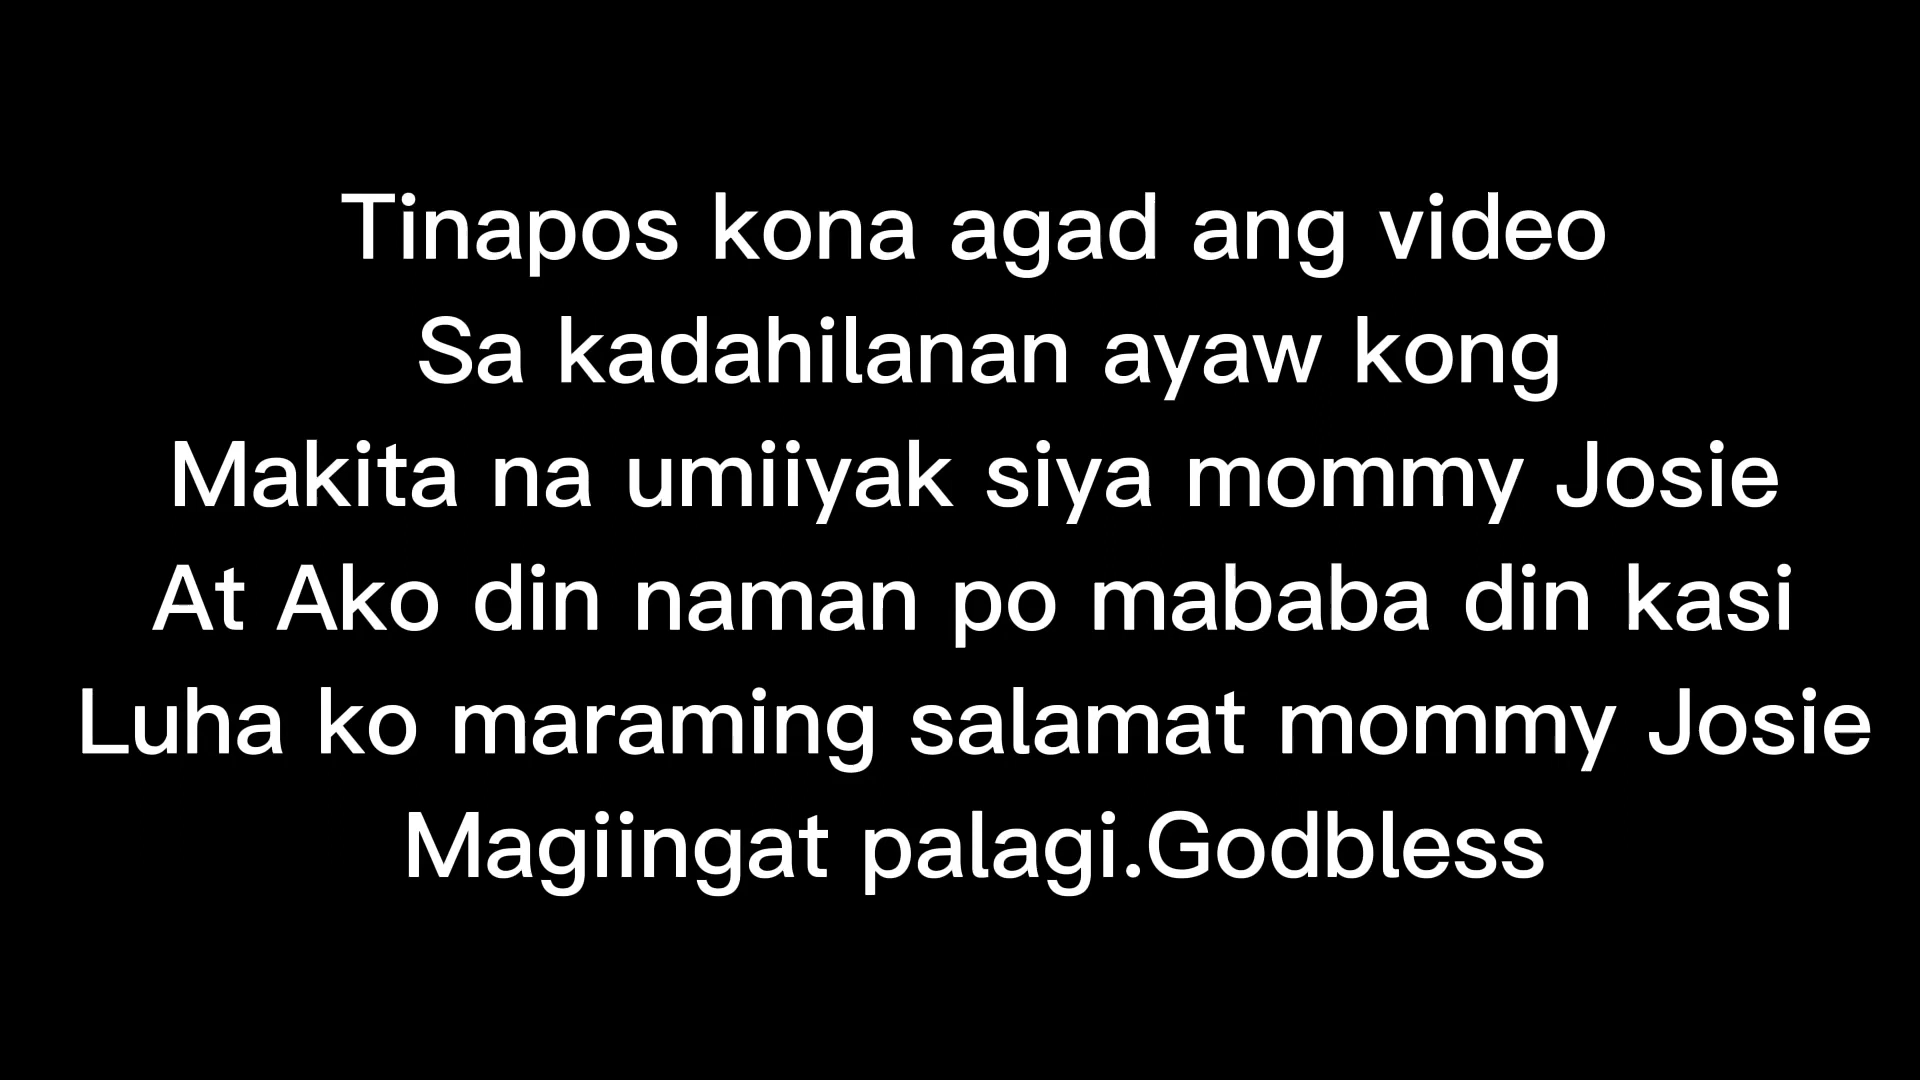 Tinapos kona agad ang video
Sa kadahilanan ayaw kong
Makita na umiiyak siya mommy Josie
At Ako din naman po mababa din kasi
Luha ko maraming salamat mommy Josie
Magiingat palagi.Godbless